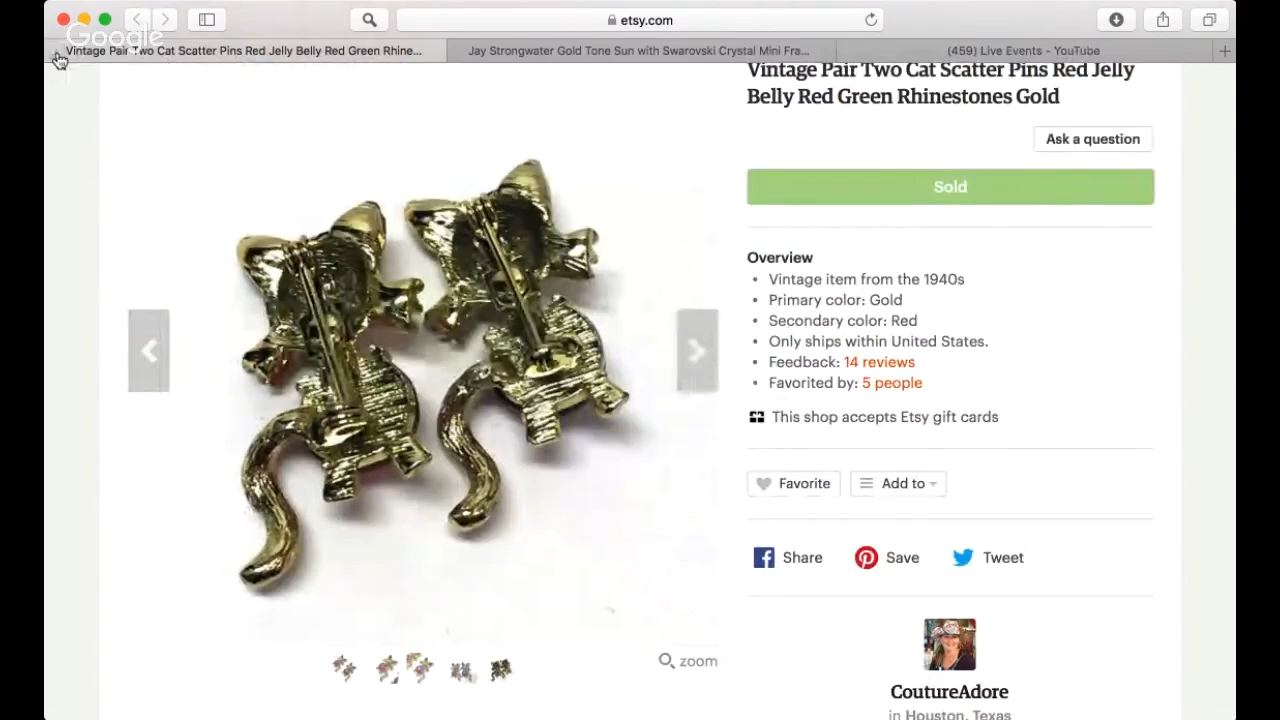 etsy.com
Google
Vintage Pair Two Cat Scatter Pins Red Jelly Belly Red Green Rhine...
Jay Strongwater Gold Tone Sun with Swarovski Crystal Mini Fra...
(459) Live Events - YouTube
Vintage Pair Two Cat Scatter Pins Red Jelly
Belly Red Green Rhinestones Gold
Ask a question
Sold
Overview
• Vintage item from the 1940s
• Primary color: Gold
• Secondary color: Red
• Only ships within United States.
• Feedback: 14 reviews
• Favorited by: 5 people
This shop accepts Etsy gift cards
Favorite
Add to
Share
Save
Tweet
zoom
CoutureAdore
in Houston, Texas